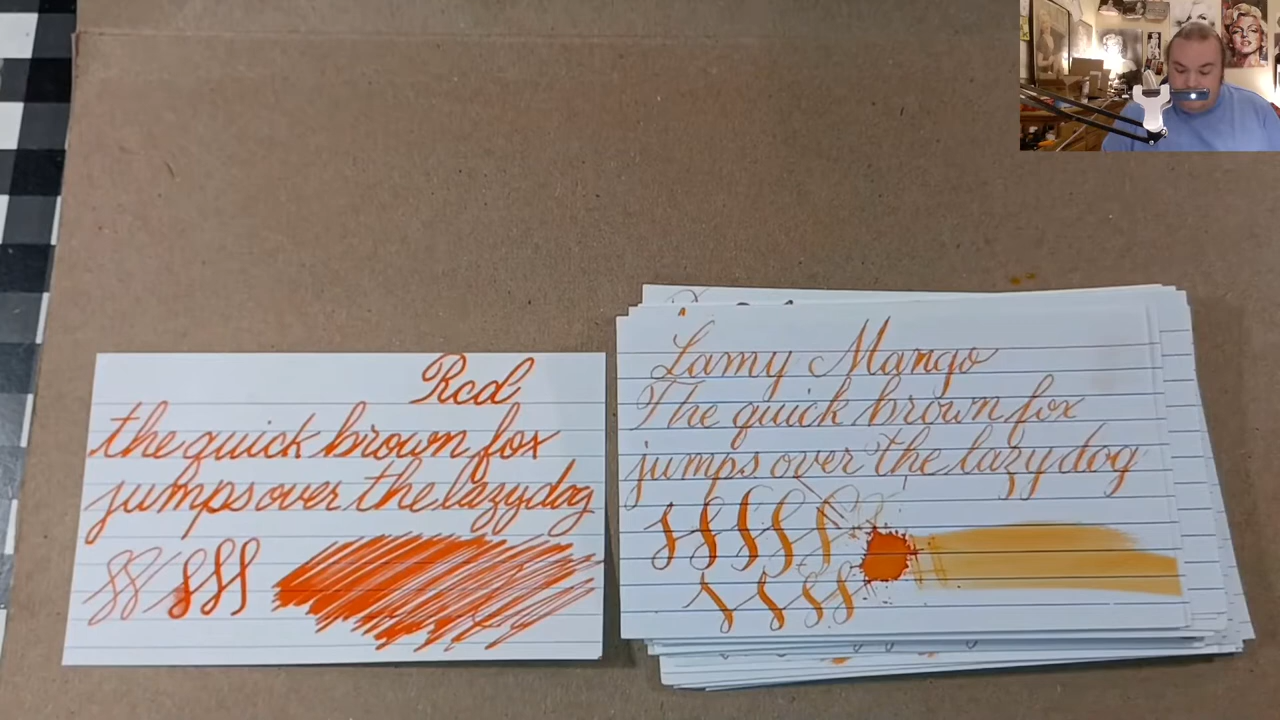 Red
the quick brown fox
jumps over the lazy dog
Lamy Mango
The quick brown fox
jumps over the lazy dog